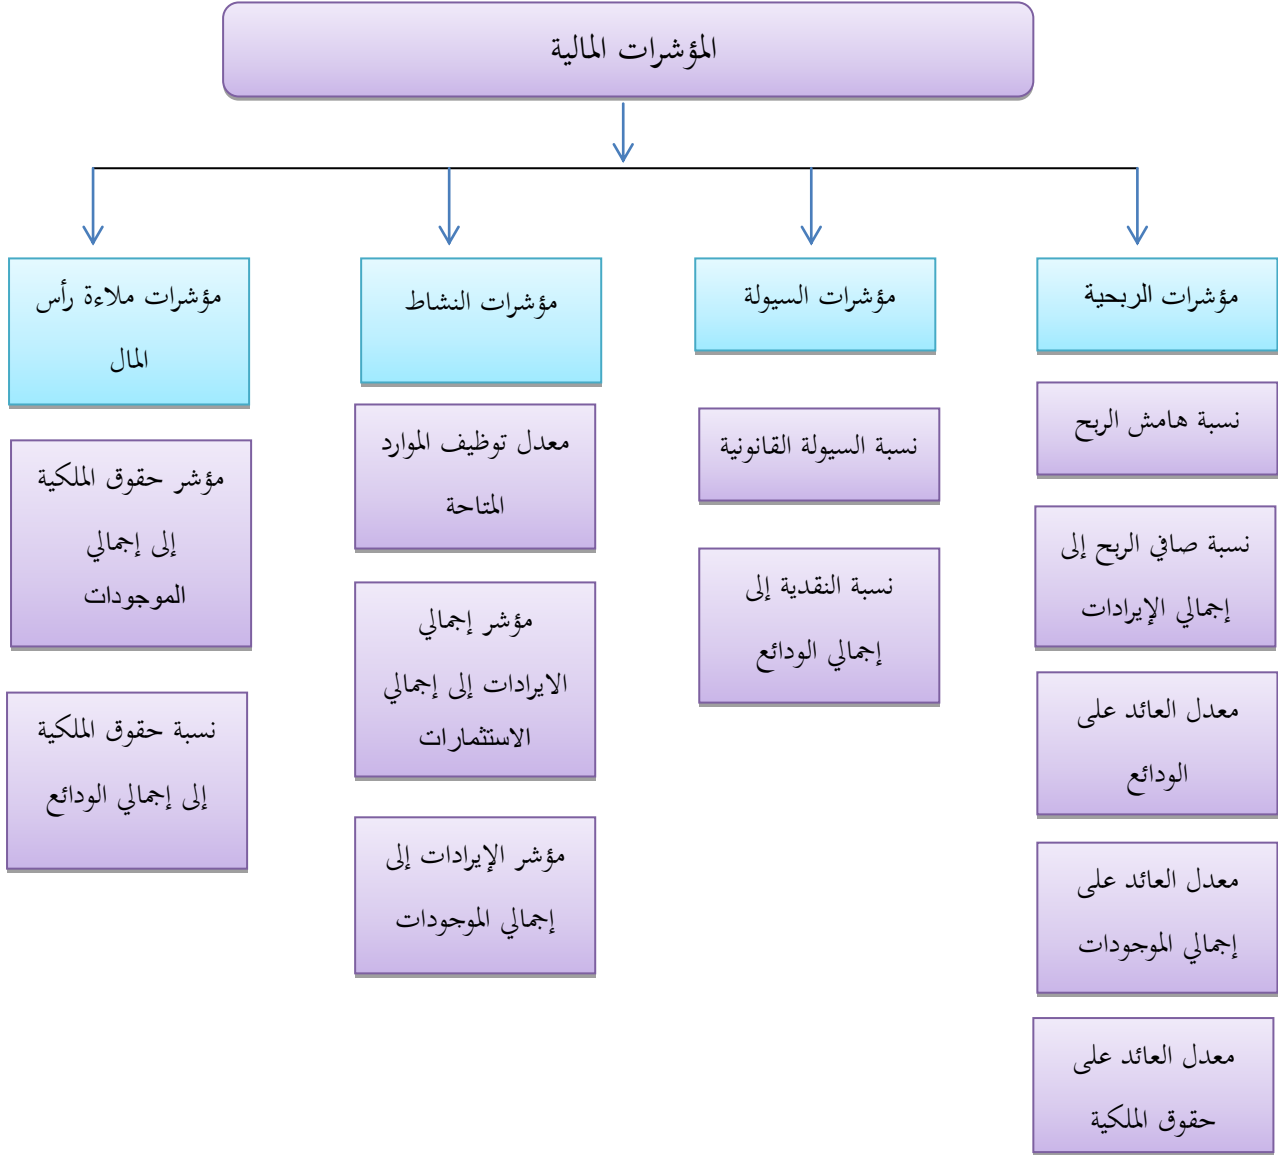 المؤشرات المالية
مؤشرات الربحية
نسبة هامش الربح
نسبة صافي الربح إلى
إجمالي الإيرادات
معدل العائد على
الودائع
معدل العائد على
إجمالي الموجودات
معدل العائد على
حقوق الملكية
مؤشرات السيولة
نسبة السيولة القانونية
نسبة النقدية إلى
إجمالي الودائع
مؤشرات النشاط
معدل توظيف الموارد
المتاحة
مؤشر إجمالي
الايرادات إلى إجمالي
الاستثمارات
مؤشر الإيرادات إلى
إجمالي الموجودات
مؤشرات ملاءة رأس
المال
مؤشر حقوق الملكية
إلى إجمالي
الموجودات
نسبة حقوق الملكية
إلى إجمالي الودائع